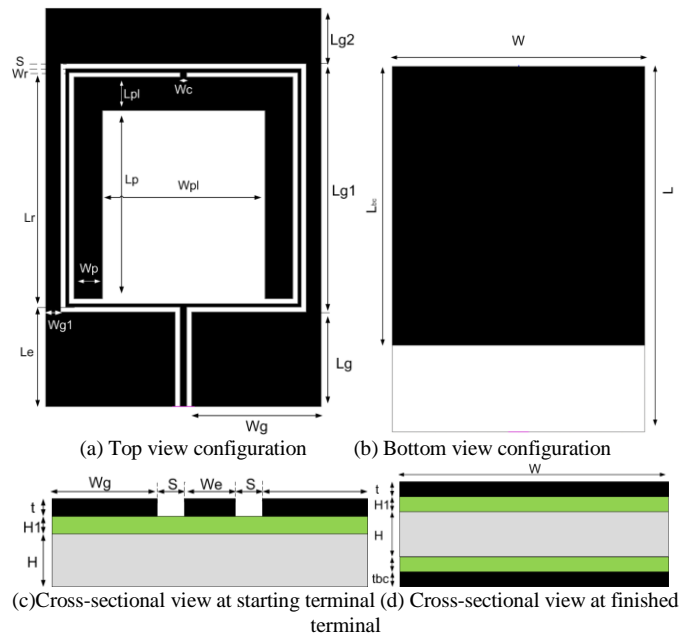 S
Wr
Lg2
Wc
Lpl
Lp
Wpl
Lr
Lg1
Wp
Wg1
Le
Lg
Wg
W
Lbc
L
(a) Top view configuration
(b) Bottom view configuration
Wg
S
We
S
t
H1
H
W
t
H1
H
tbc
(c)Cross-sectional view at starting terminal (d) Cross-sectional view at finished
terminal